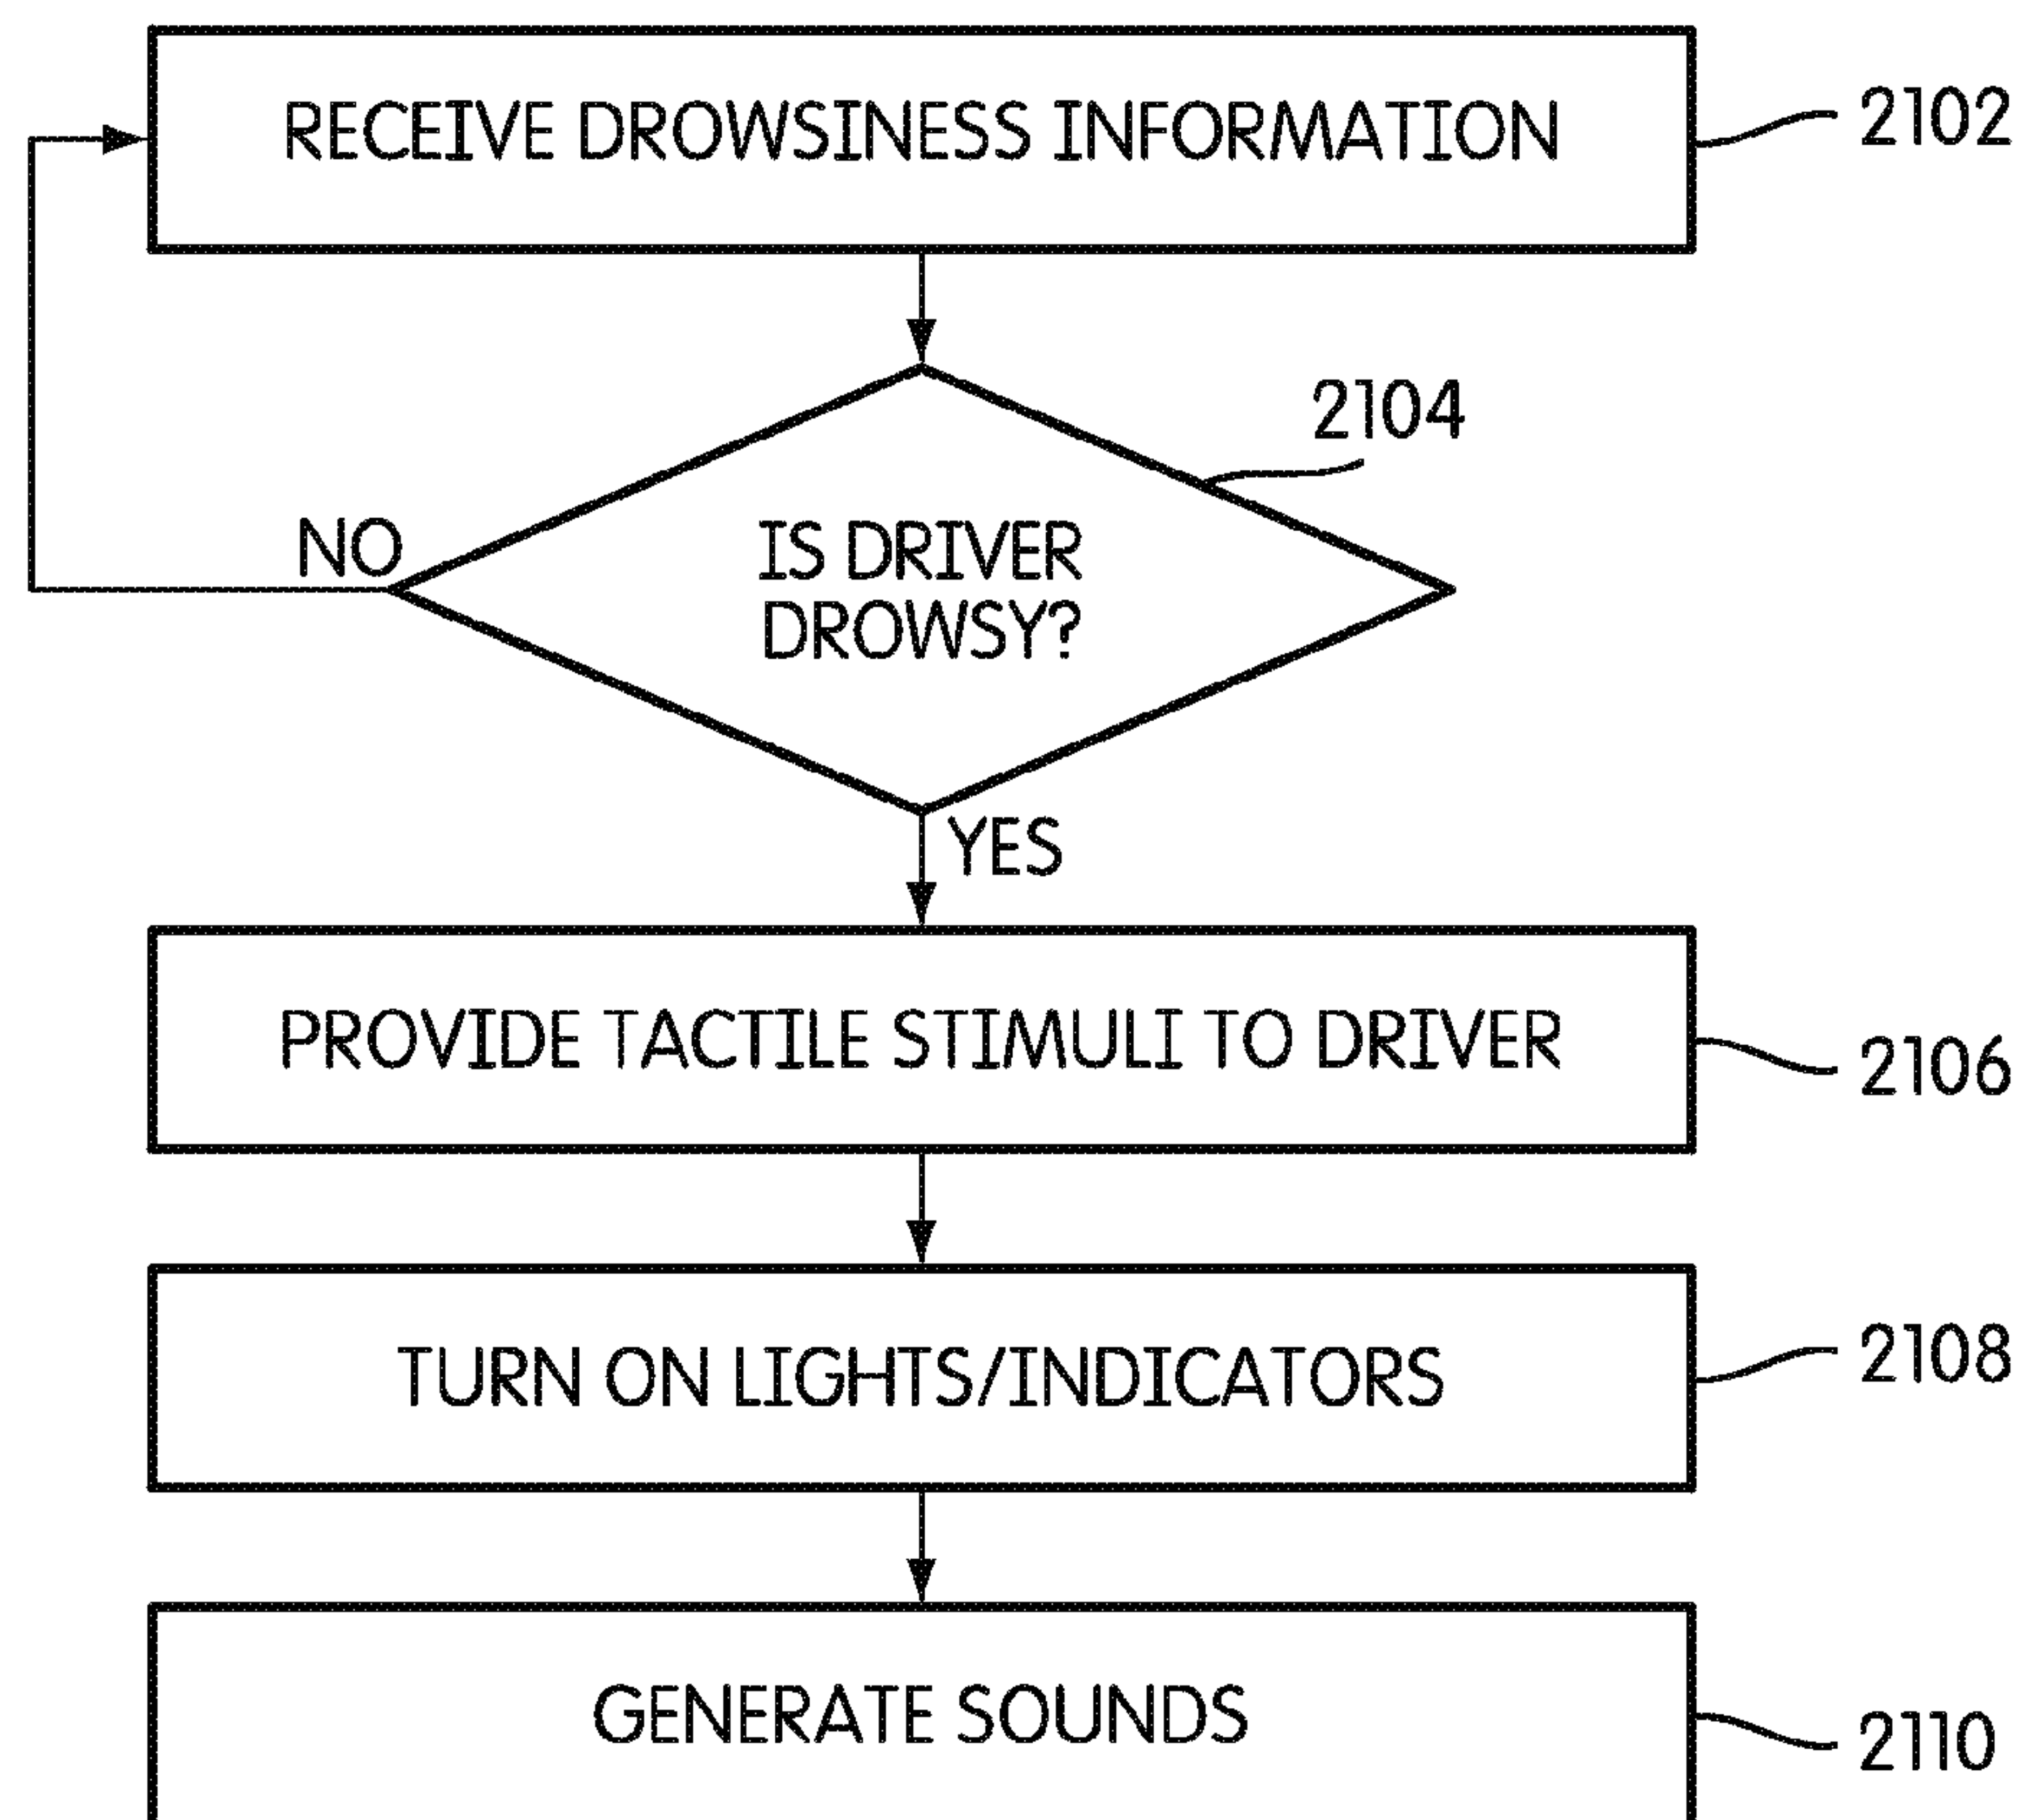 RECEIVE DROWSINESS INFORMATION
2102
2104
IS DRIVER
DROWSY?
NO
YES
PROVIDE TACTILE STIMULI TO DRIVER
2106
TURN ON LIGHTS/INDICATORS
2108
GENERATE SOUNDS
2110